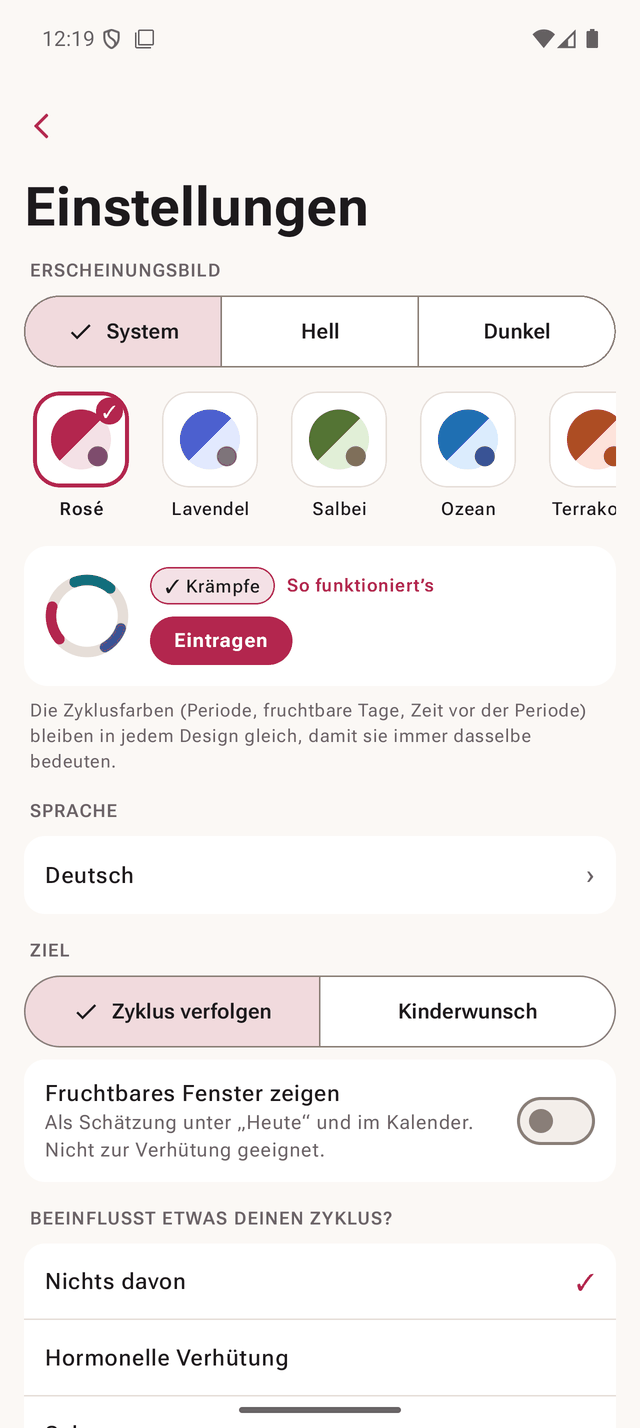 12:19
Einstellungen
ERSCHEINUNGSBILD
System Hell Dunkel
Rosé Lavendel Salbei Ozean Terrako
✓ Krämpfe So funktioniert’s
Eintragen
Die Zyklusfarben (Periode, fruchtbare Tage, Zeit vor der Periode)
bleiben in jedem Design gleich, damit sie immer dasselbe
bedeuten.
SPRACHE
Deutsch ›
ZIEL
Zyklus verfolgen Kinderwunsch
Fruchtbares Fenster zeigen
Als Schätzung unter „Heute“ und im Kalender.
Nicht zur Verhütung geeignet.
BEEINFLUSST ETWAS DEINEN ZYKLUS?
Nichts davon ✓
Hormonelle Verhütung